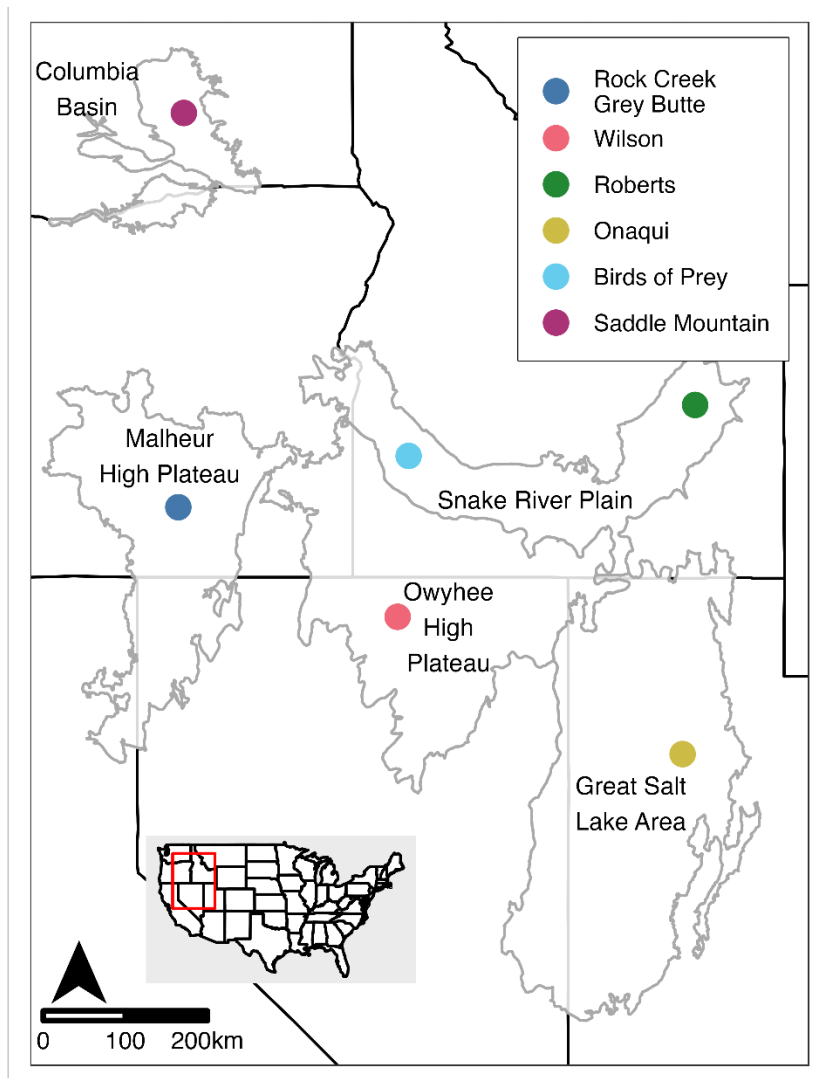 Columbia
Basin
Rock Creek
Grey Butte
Wilson
Roberts
Onaqui
Birds of Prey
Saddle Mountain
Malheur
High Plateau
Snake River Plain
Owyhee
High
Plateau
Great Salt
Lake Area
0 100 200km